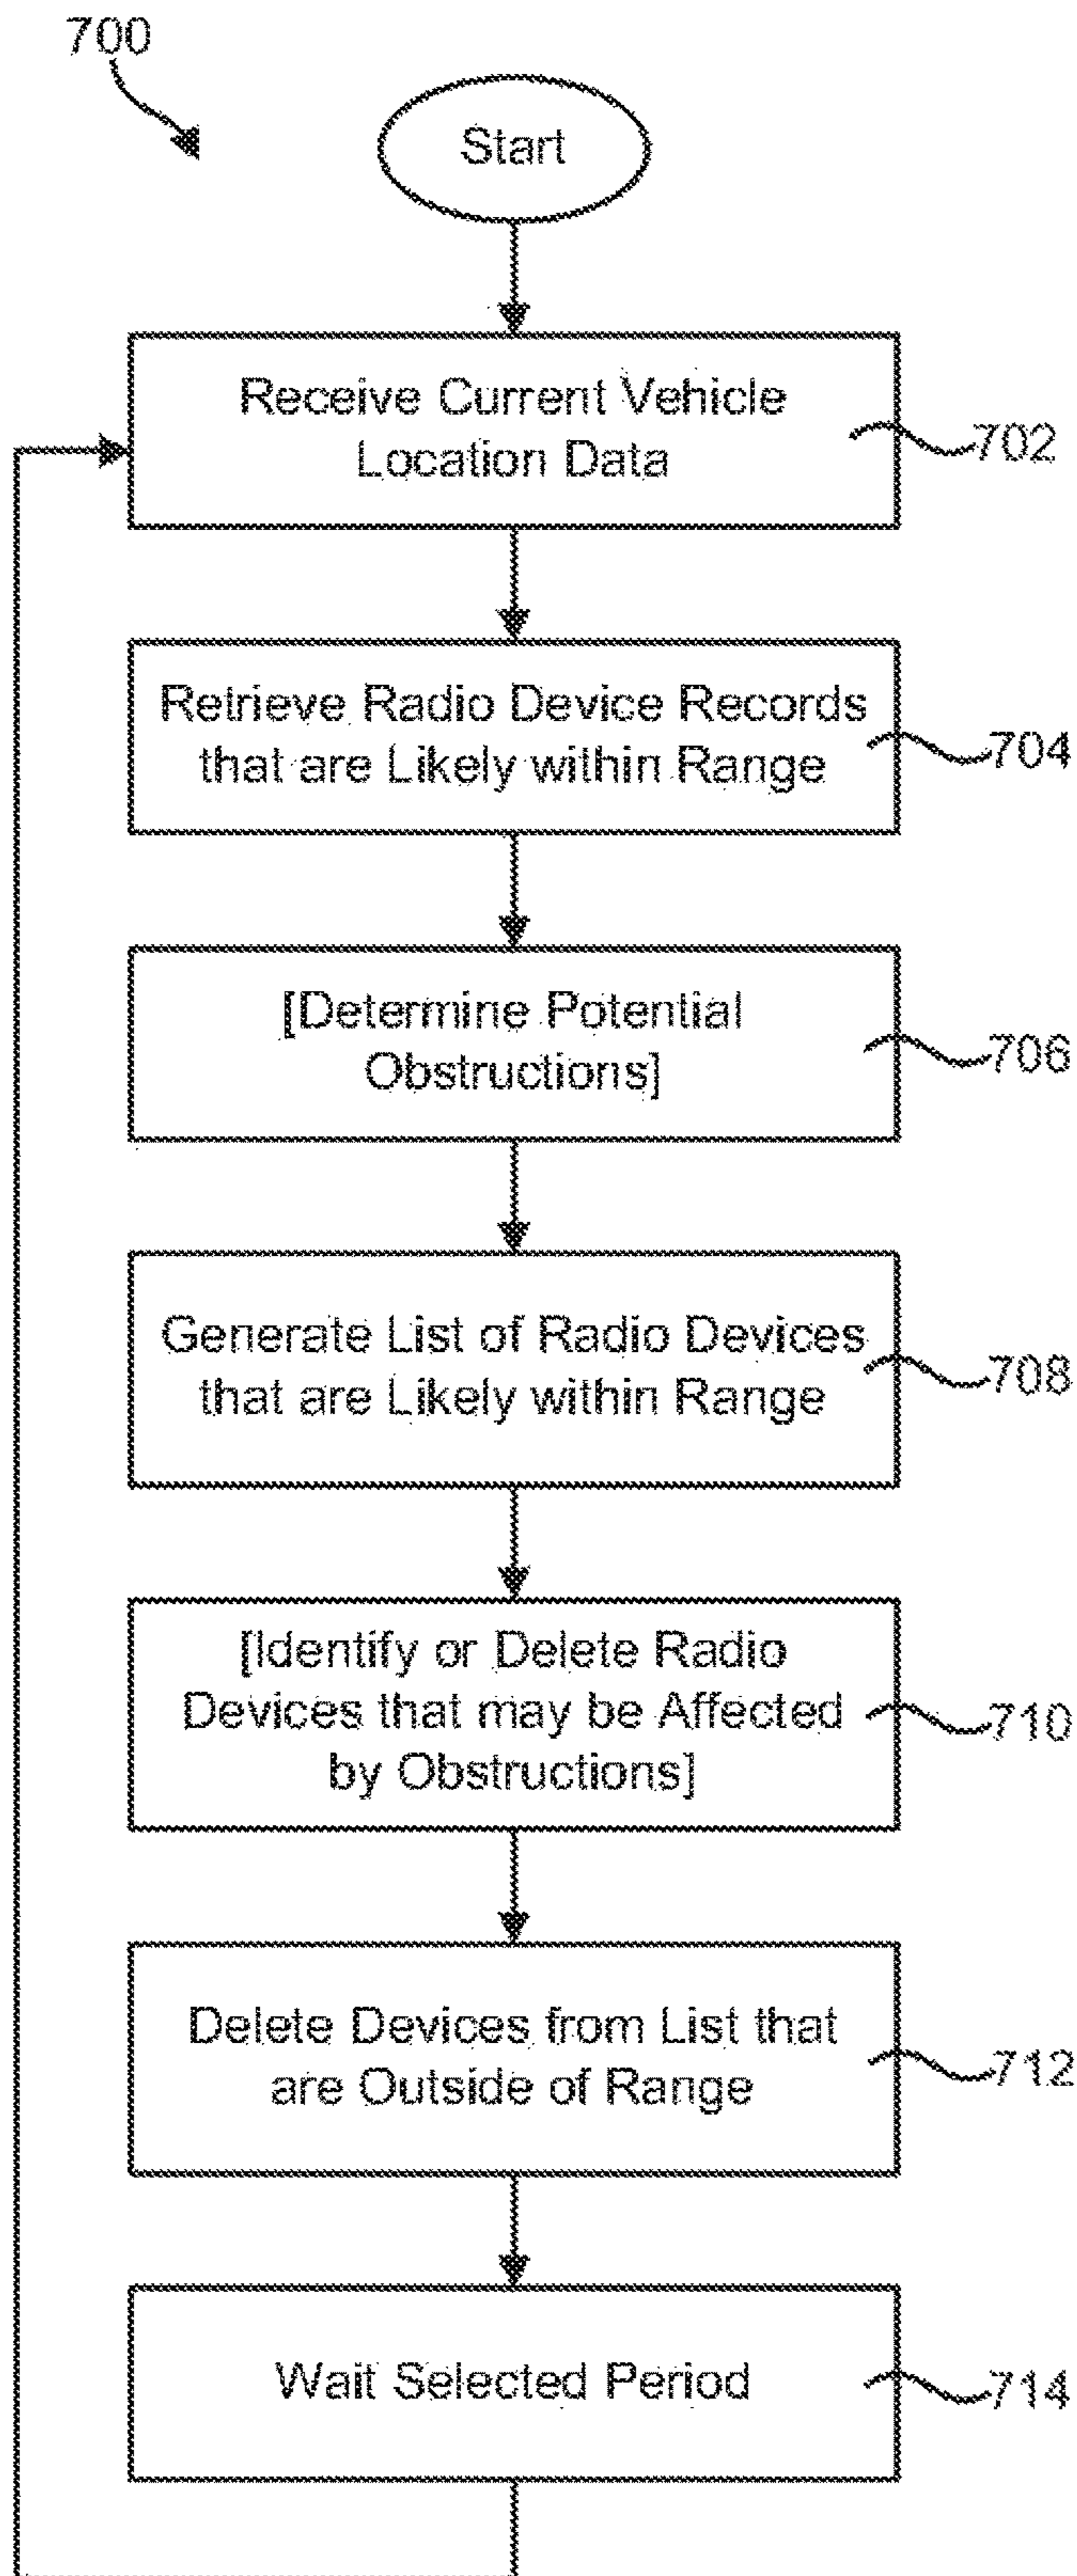 700
Start
Receive Current Vehicle
Location Data
702
Retrieve Radio Device Records
that are Likely within Range
704
[Determine Potential
Obstructions]
706
Generate List of Radio Devices
that are Likely within Range
708
[Identify or Delete Radio
Devices that may be Affected
by Obstructions]
710
Delete Devices from List that
are Outside of Range
712
Wait Selected Period
714